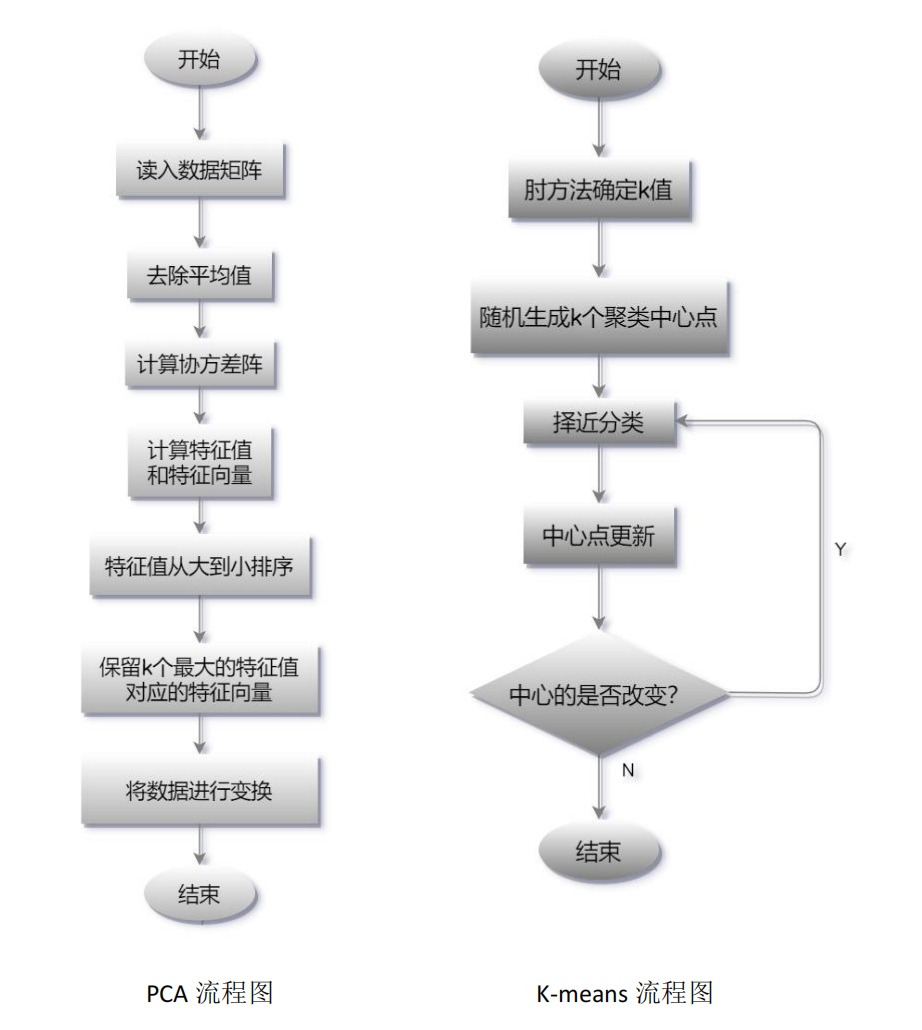 开始
读入数据矩阵
去除平均值
计算协方差阵
计算特征值
和特征向量
特征值从大到小排序
保留k个最大的特征值
对应的特征向量
将数据进行变换
结束
PCA 流程图
开始
肘方法确定k值
随机生成k个聚类中心点
择近分类
中心点更新
Y
中心的是否改变?
N
结束
K-means 流程图